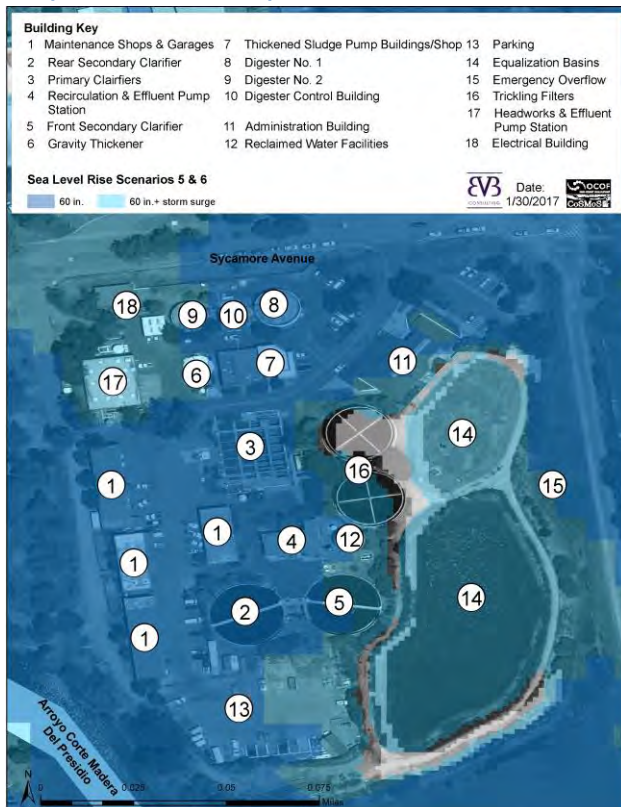 Building Key
1 Maintenance Shops & Garages
2 Rear Secondary Clarifier
3 Primary Clairfiers
4 Recirculation & Effluent Pump
Station
5 Front Secondary Clarifier
6 Gravity Thickener
7 Thickened Sludge Pump Buildings/Shop
8 Digester No. 1
9 Digester No. 2
10 Digester Control Building
11 Administration Building
12 Reclaimed Water Facilities
13 Parking
14 Equalization Basins
15 Emergency Overflow
16 Trickling Filters
17 Headworks & Effluent
Pump Station
18 Electrical Building
Sea Level Rise Scenarios 5 & 6
60 in.
60 in.+ storm surge
BVB
CONSULTING
Date:
1/30/2017
OCOF
CoSMoS
Sycamore Avenue
18
9
10
8
17
6
7
11
3
14
16
15
1
1
4
12
1
14
2
5
1
13
Arroyo Corte Madera
Del Presidio
N
0
0.025
0.05
0.075
Miles